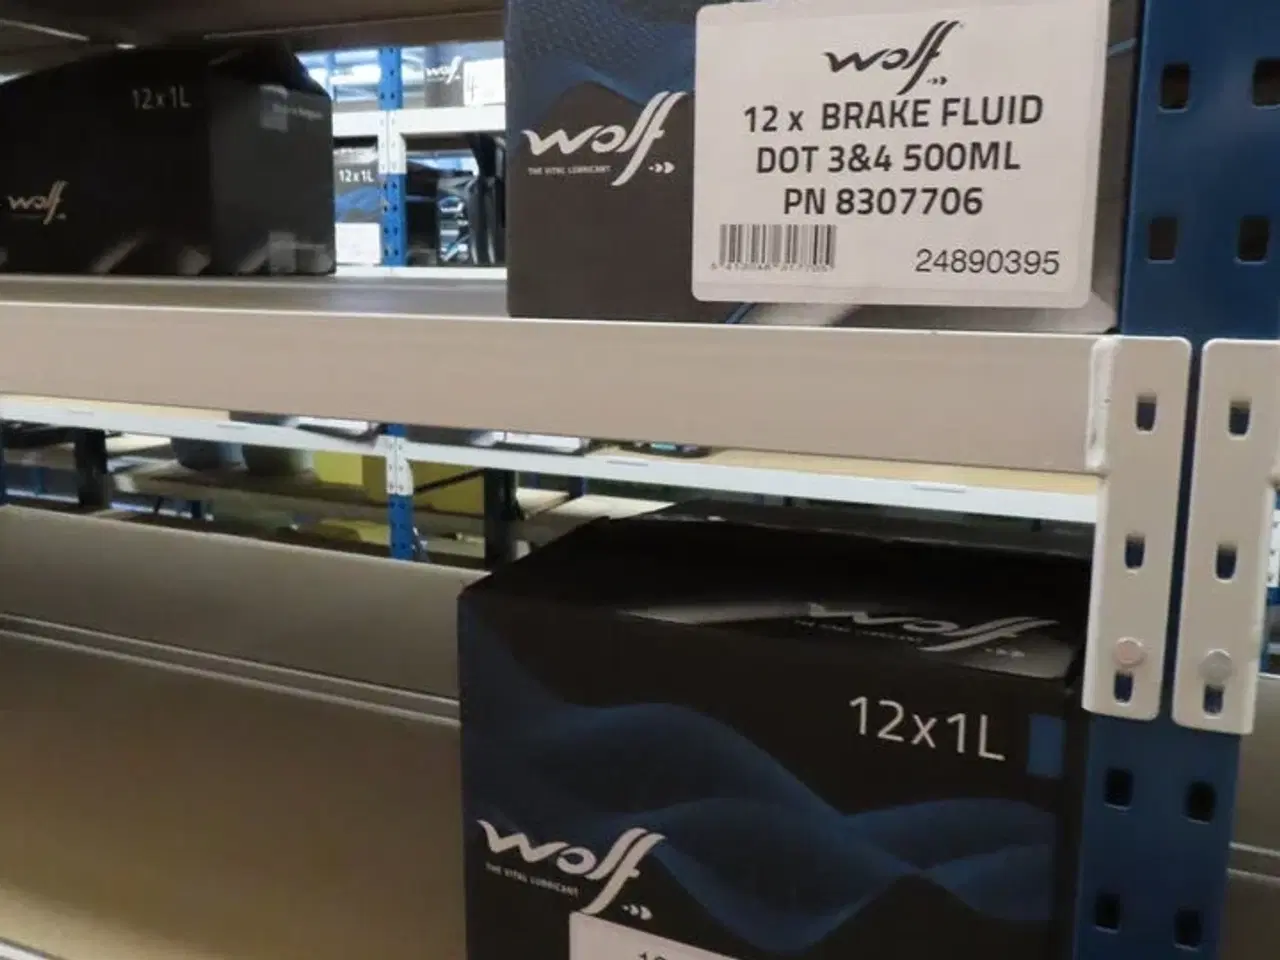 12x1L
wolf
wolf
12x1L
wolf
THE VITAL LUBRICANT
wolf
12 x BRAKE FLUID
DOT 3&4 500ML
PN 8307706
24890395
wolf
12x1L
wolf
THE VITAL LUBRICANT